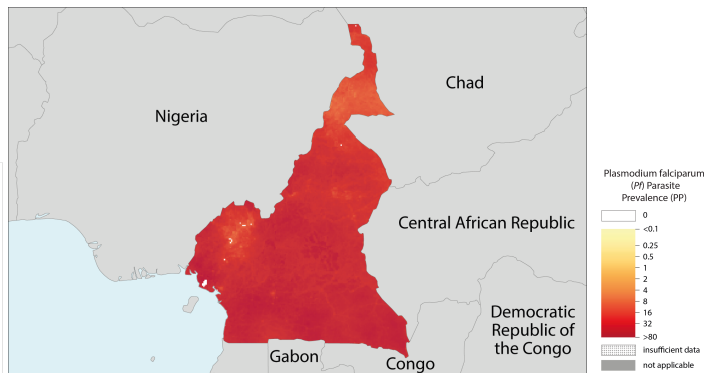 Nigeria
Chad
Central African Republic
Democratic
Republic of
the Congo
Gabon
Congo
Plasmodium falciparum
(Pf) Parasite
Prevalence (PP)
0
<0.1
0.25
0.5
1
2
4
8
16
32
>80
insufficient data
not applicable